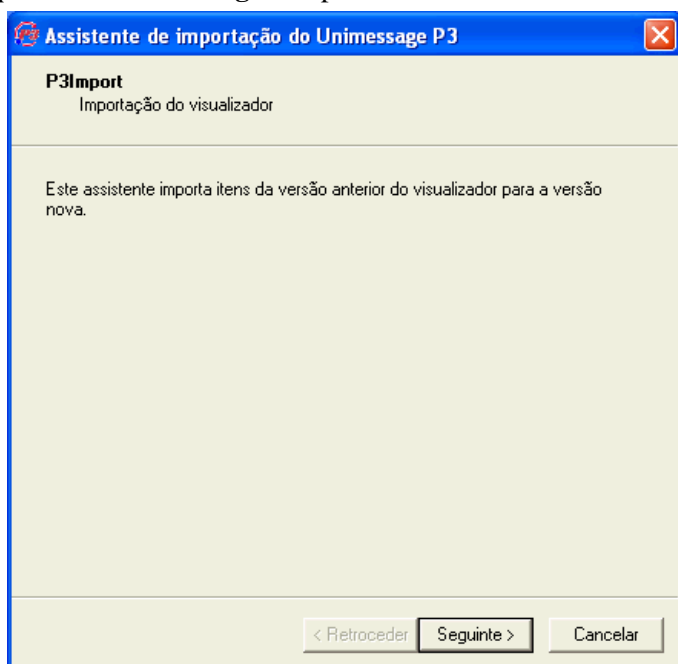 Assistente de importação do Unimessage P3
P3Import
Importação do visualizador
Este assistente importa itens da versão anterior do visualizador para a versão
nova.
< Retroceder Seguinte > Cancelar